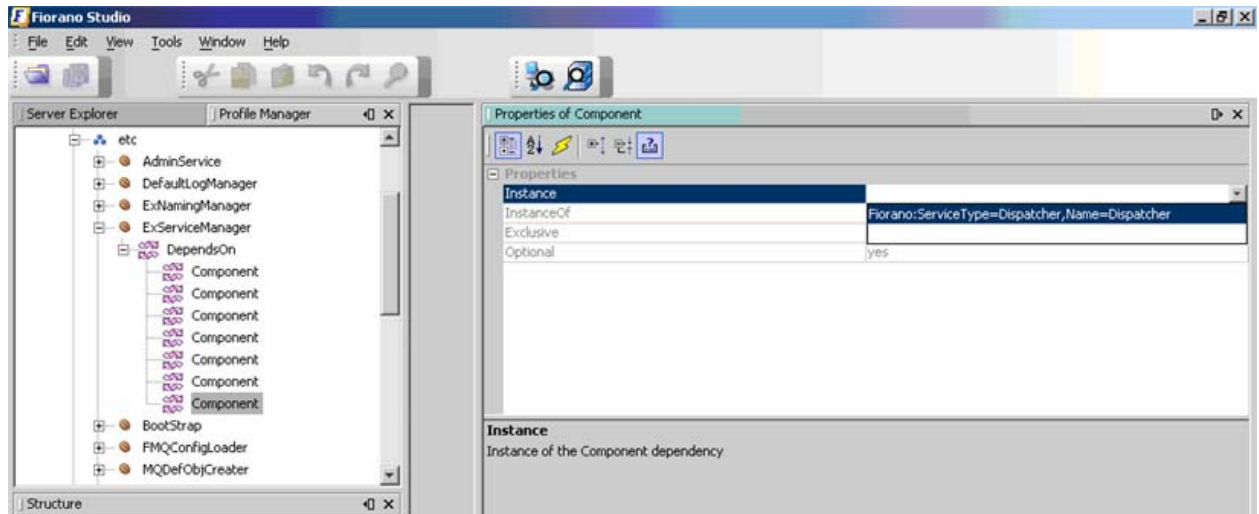 Fiorano Studio
File Edit View Tools Window Help
Server Explorer
Profile Manager
etc
AdminService
DefaultLogManager
ExNamingManager
ExServiceManager
DependsOn
Component
Component
Component
Component
Component
Component
Component
BootStrap
FMQConfigLoader
MQDefObjCreater
Structure
Properties of Component
Properties
Instance
InstanceOf
Fiorano:ServiceType=Dispatcher,Name=Dispatcher
Exclusive
Optional yes
Instance
Instance of the Component dependency